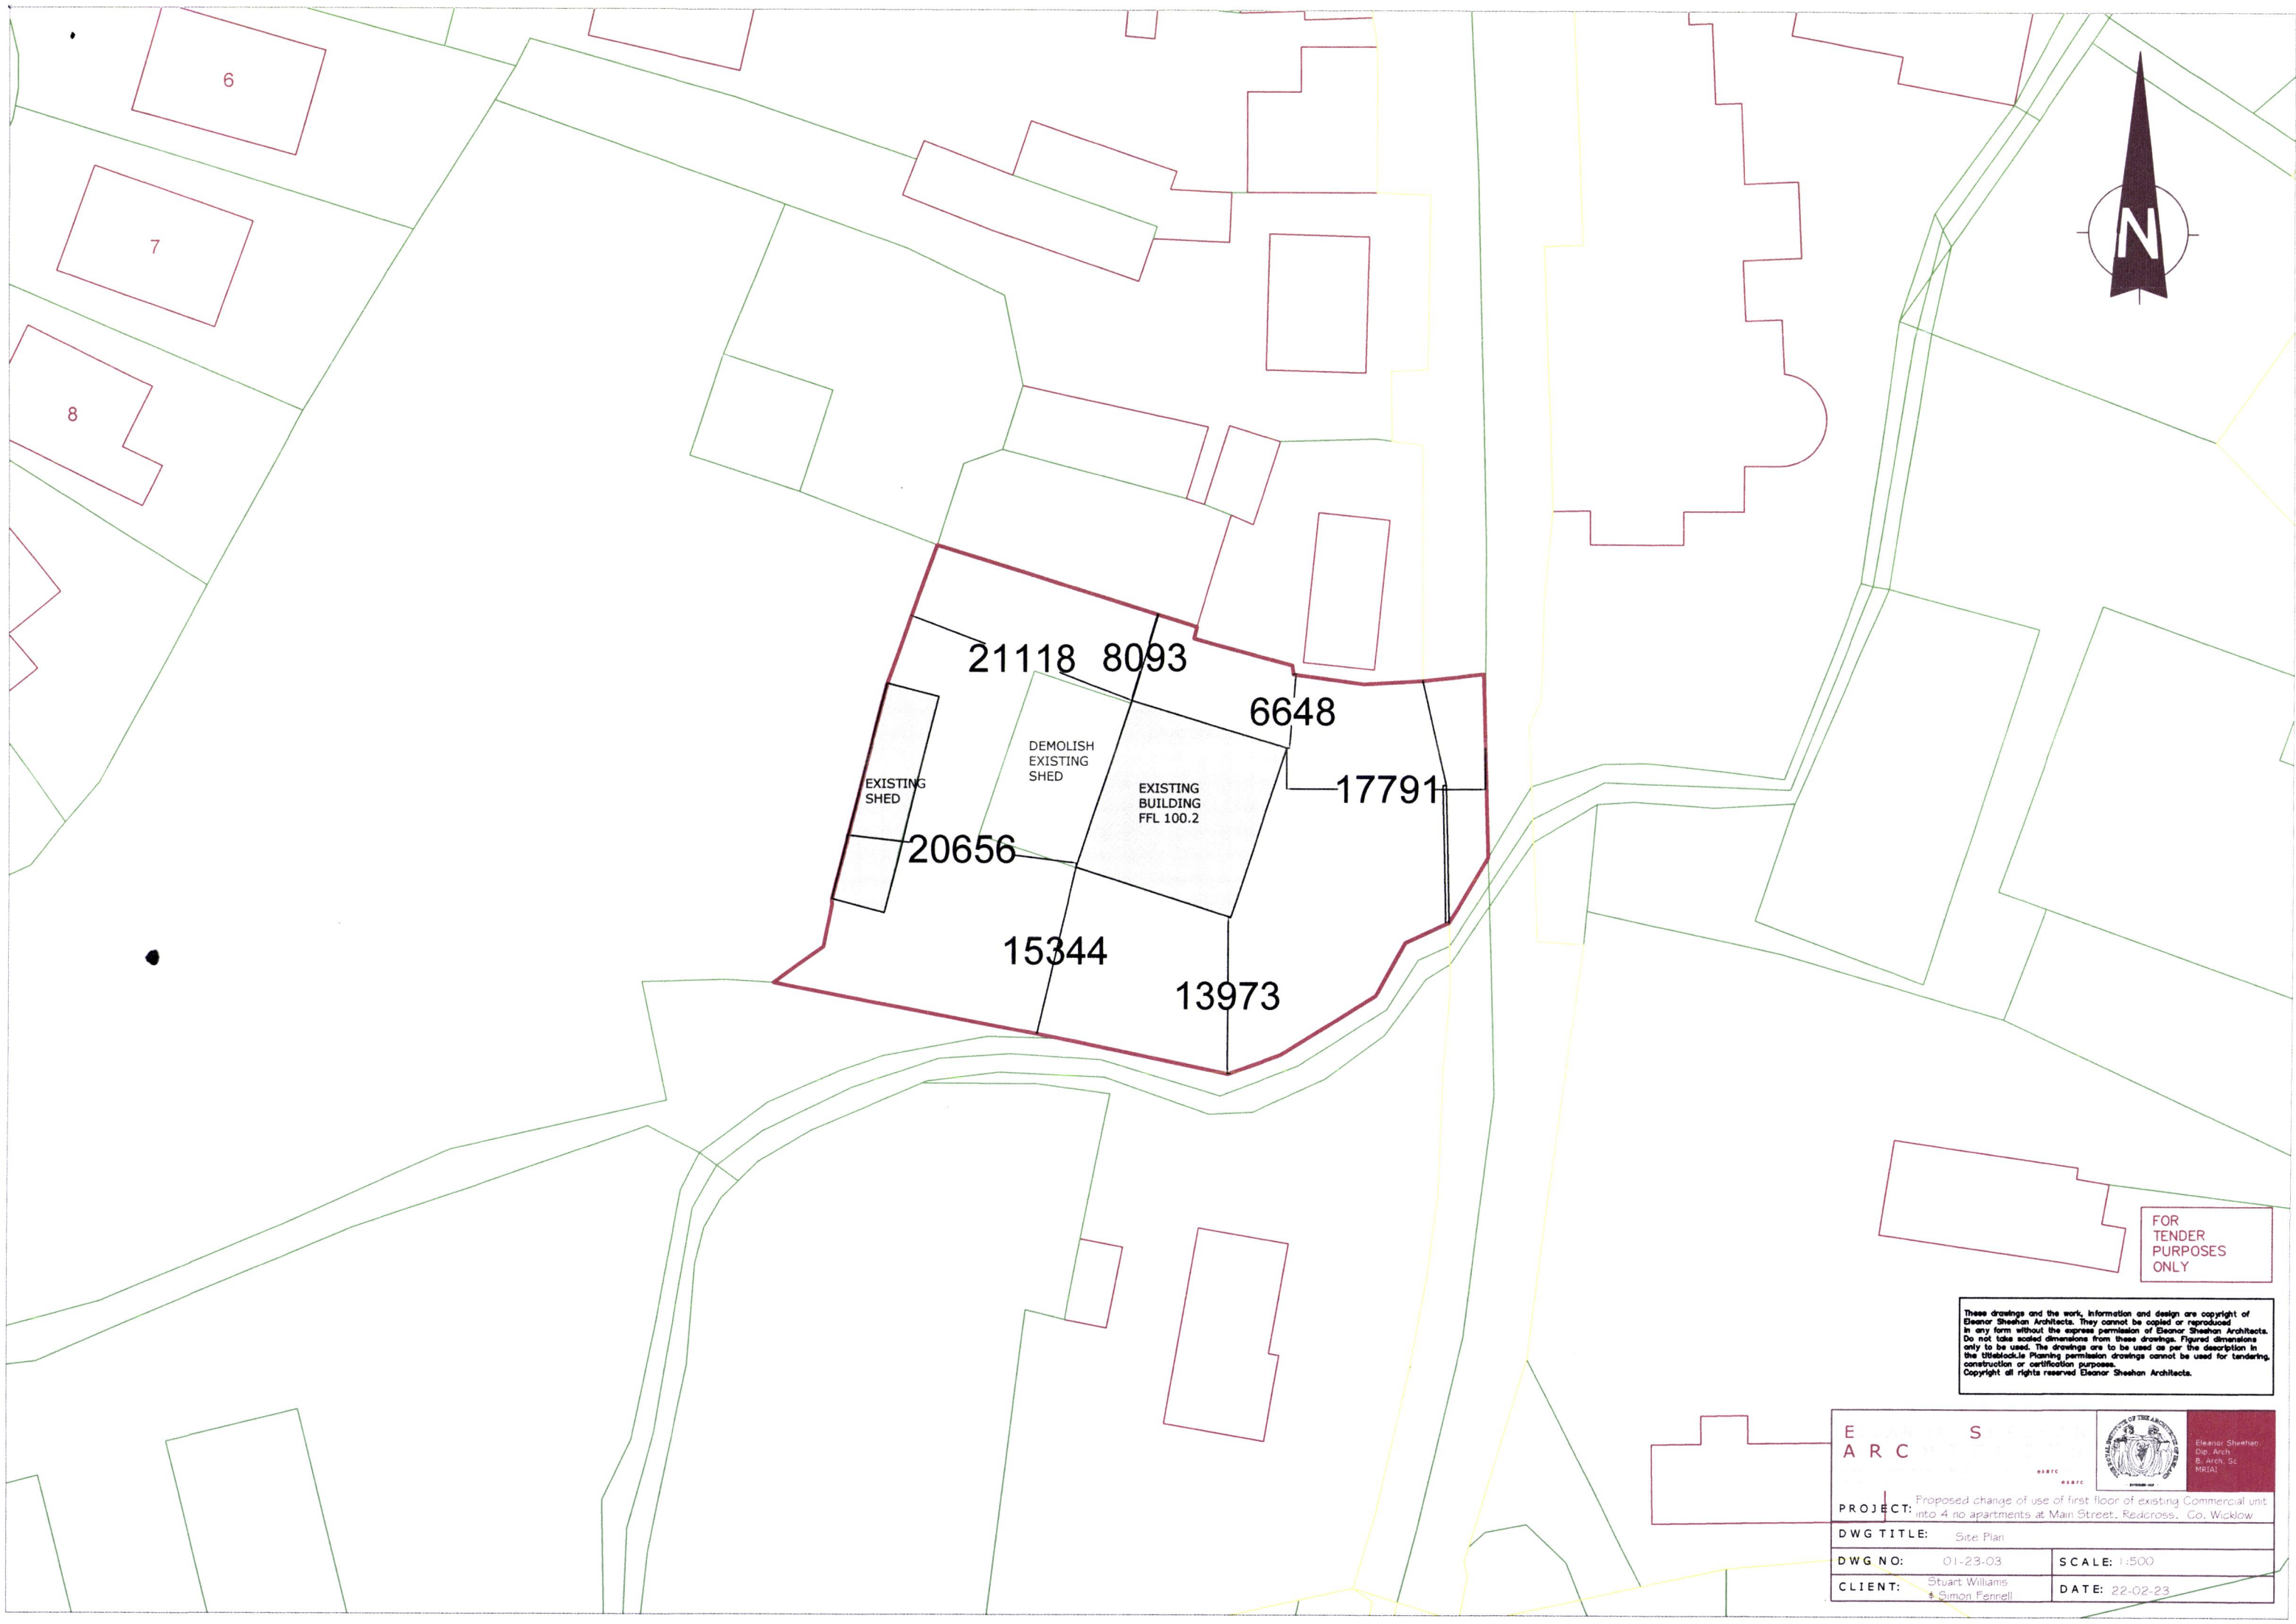 6
7
8
N
21118
8093
6648
DEMOLISH
EXISTING
SHED
EXISTING
SHED
EXISTING
BUILDING
FFL 100.2
17791
20656
15344
13973
FOR
TENDER
PURPOSES
ONLY
These drawings and the work, information and design are copyright of
Eleanor Sheehan Architects. They cannot be copied or reproduced
in any form without the express permission of Eleanor Sheehan Architects.
Do not take scaled dimensions from these drawings. Figured dimensions
only to be used. The drawings are to be used as per the description in
the titleblock.ie Planning permission drawings cannot be used for tendering,
construction or certification purposes.
Copyright all rights reserved Eleanor Sheehan Architects.
E S
ARC
esarc
esarc
Eleanor Sheehan
Dip. Arch
B. Arch. Sc
MRIAI
PROJECT: Proposed change of use of first floor of existing Commercial unit
into 4 no apartments at Main Street, Redcross, Co. Wicklow
DWG TITLE: Site Plan
DWG NO: 01-23-03
SCALE: 1:500
CLIENT: Stuart Williams
& Simon Fennell
DATE: 22-02-23